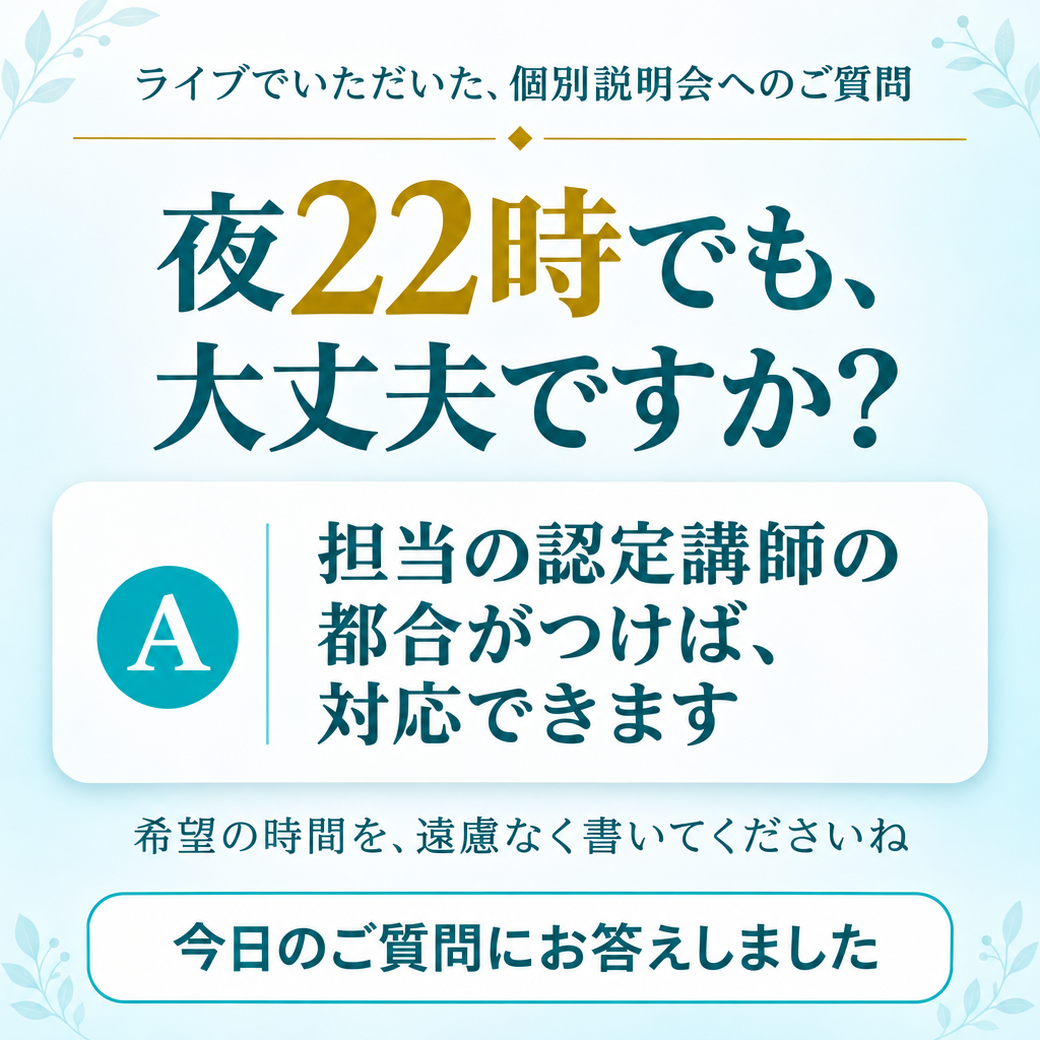 ライブでいただいた、個別説明会へのご質問
夜22時でも、
大丈夫ですか?
A
担当の認定講師の
都合がつけば、
対応できます
希望の時間を、遠慮なく書いてくださいね
今日のご質問にお答えしました